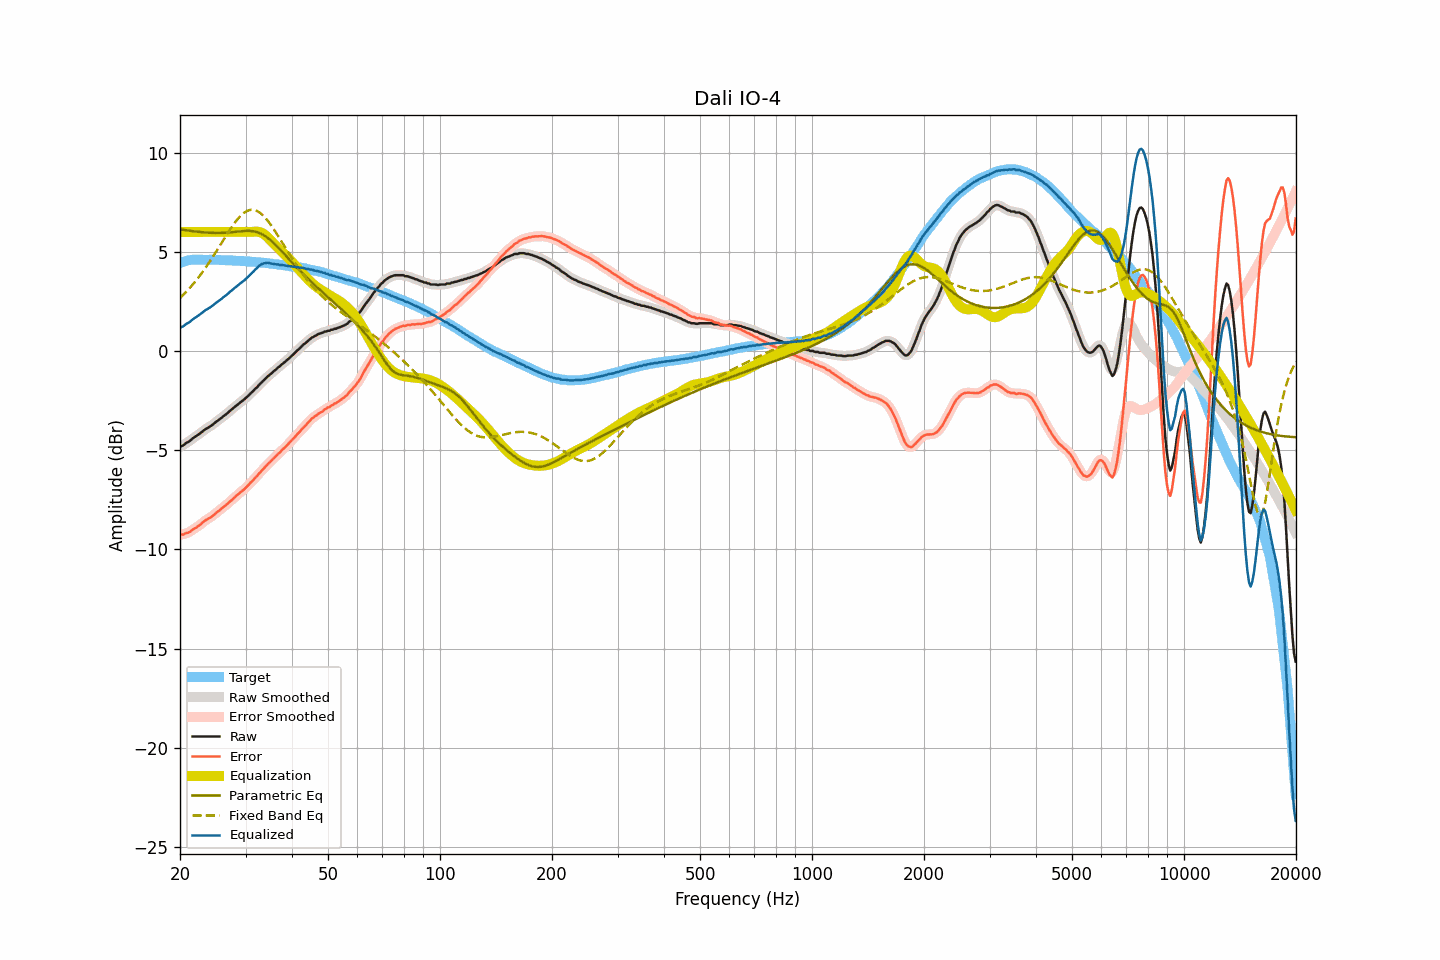 Dali IO-4
Amplitude (dBr)
10
5
0
−5
−10
−15
−20
−25
Target
Raw Smoothed
Error Smoothed
Raw
Error
Equalization
Parametric Eq
Fixed Band Eq
Equalized
20 50 100 200 500 1000 2000 5000 10000 20000
Frequency (Hz)